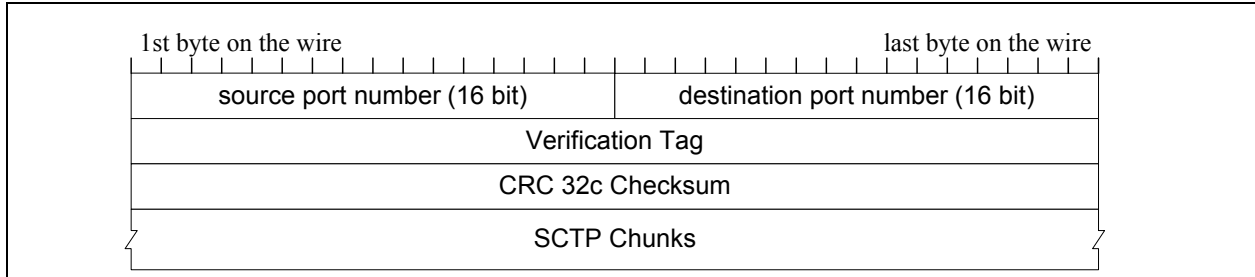 1st byte on the wire last byte on the wire
source port number (16 bit) destination port number (16 bit)
Verification Tag
CRC 32c Checksum
SCTP Chunks